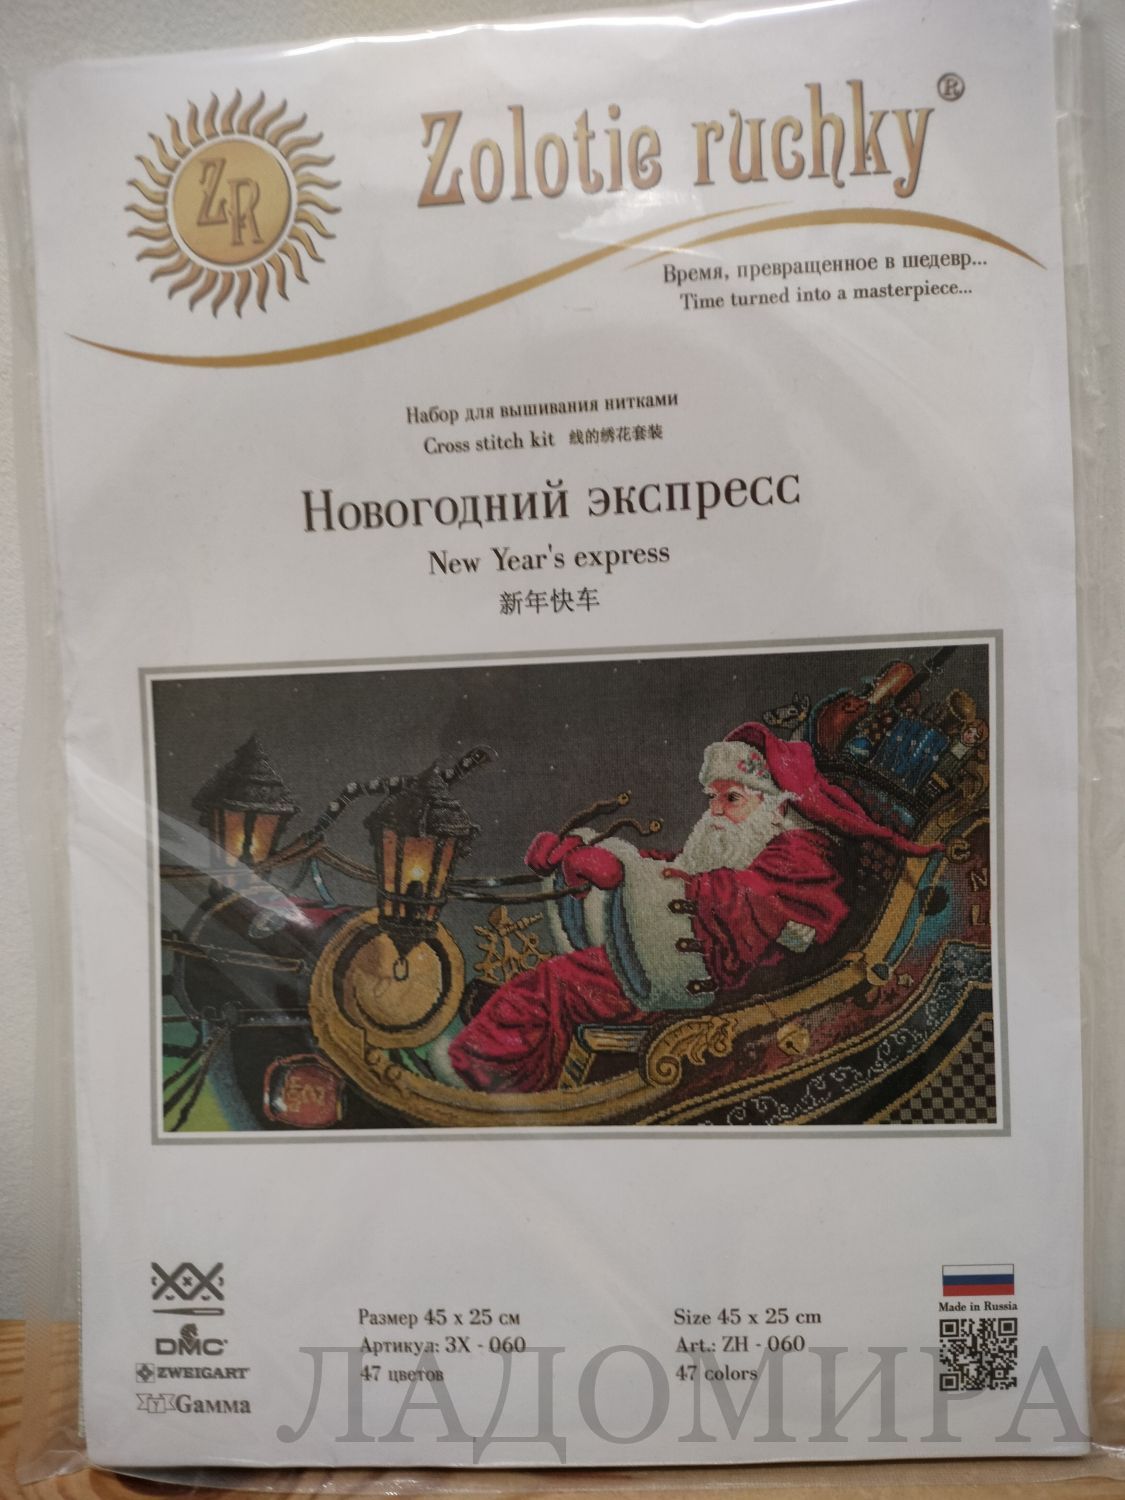 ZR
Zolotie ruchky®
Время, превращенное в шедевр...
Time turned into a masterpiece...
Набор для вышивания нитками
Cross stitch kit 线的绣花套装
Новогодний экспресс
New Year's express
新年快车
DMC
ZWEIGART
Gamma
Размер 45 x 25 см
Артикул: ЗХ - 060
47 цветов
Size 45 x 25 cm
Art.: ZH - 060
47 colors
Made in Russia
ЛАДОМИРА